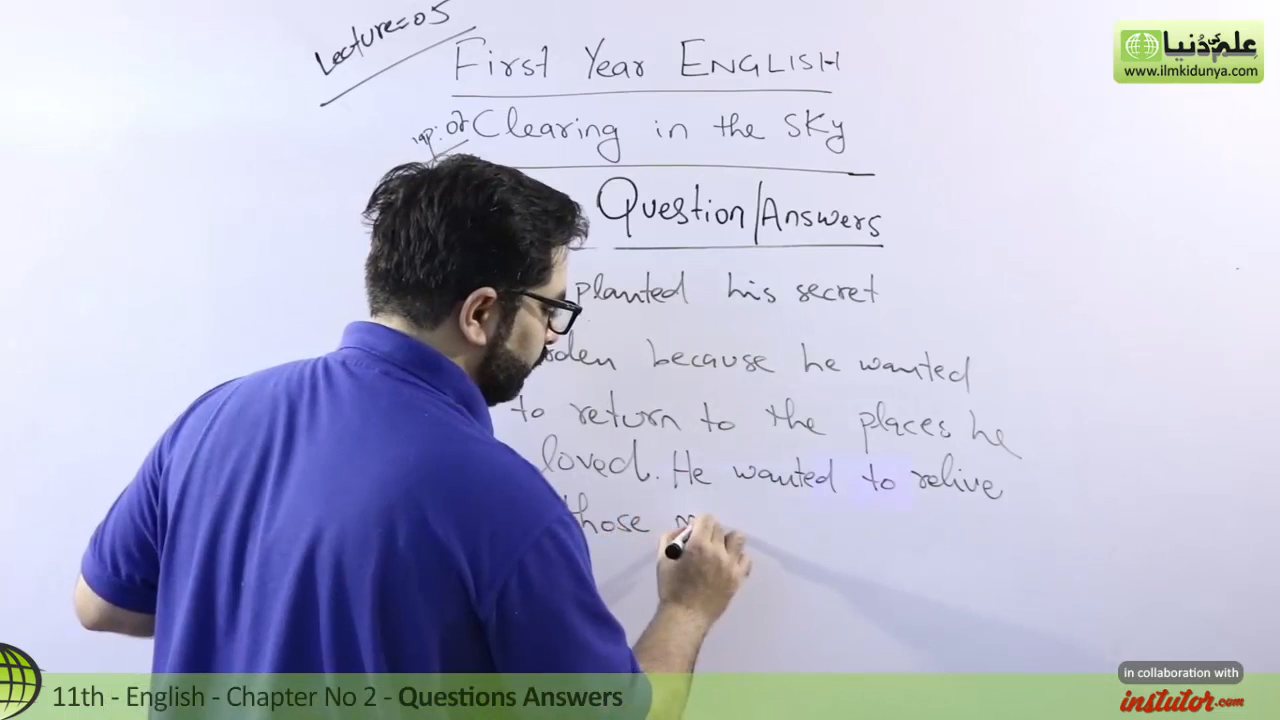 Lecture=05
First Year ENGLISH
Clearing in the Sky
Question/Answers
planted his secret
because he wanted
to return to the places he
loved. He wanted to relive
those
علم کی دنیا
www.ilmkidunya.com
11th - English - Chapter No 2 - Questions Answers
in collaboration with
instutor.com